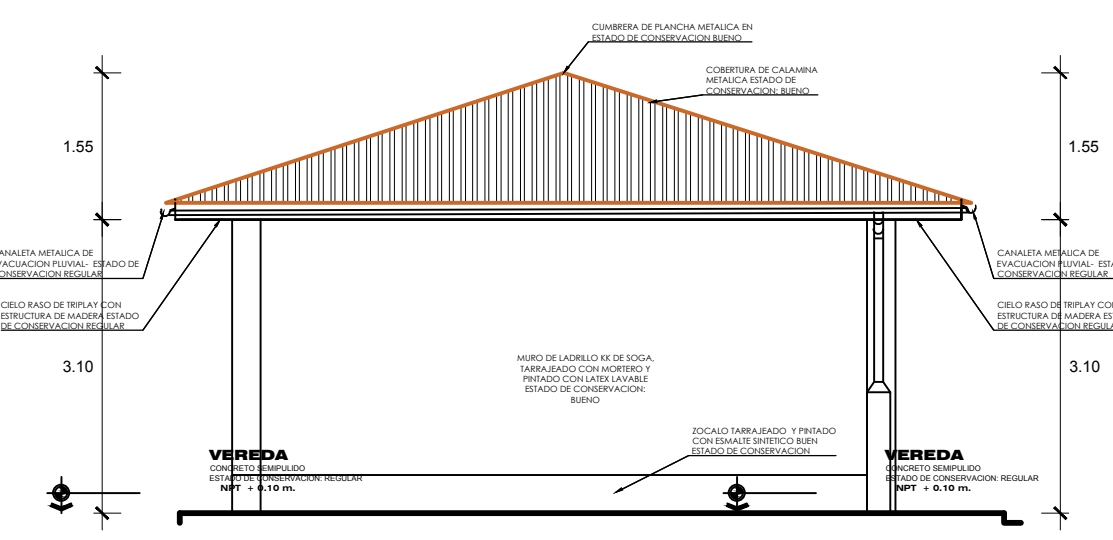 CUMBRERA DE PLANCHA METALICA EN
ESTADO DE CONSERVACION BUENO
COBERTURA DE CALAMINA
METALICA ESTADO DE
CONSERVACION: BUENO
1.55
1.55
ANALETA METALICA DE
VACUACION PLUVIAL- ESTADO DE
ONSERVACION REGULAR
CANALETA METALICA DE
EVACUACION PLUVIAL- ESTA
CONSERVACION REGULAR
CIELO RASO DE TRIPLAY CON
ESTRUCTURA DE MADERA ESTADO
DE CONSERVACION REGULAR
CIELO RASO DE TRIPLAY CON
ESTRUCTURA DE MADERA ES
DE CONSERVACION REGULA
3.10
3.10
MURO DE LADRILLO KK DE SOGA,
TARRAJEADO CON MORTERO Y
PINTADO CON LATEX LAVABLE
ESTADO DE CONSERVACION:
BUENO
ZOCALO TARRAJEADO Y PINTADO
CON ESMALTE SINTETICO BUEN
ESTADO DE CONSERVACION
VEREDA
CONCRETO SEMIPULIDO
ESTADO DE CONSERVACION: REGULAR
NPT + 0.10 m.
VEREDA
CONCRETO SEMIPULIDO
ESTADO DE CONSERVACION: REGULAR
NPT + 0.10 m.